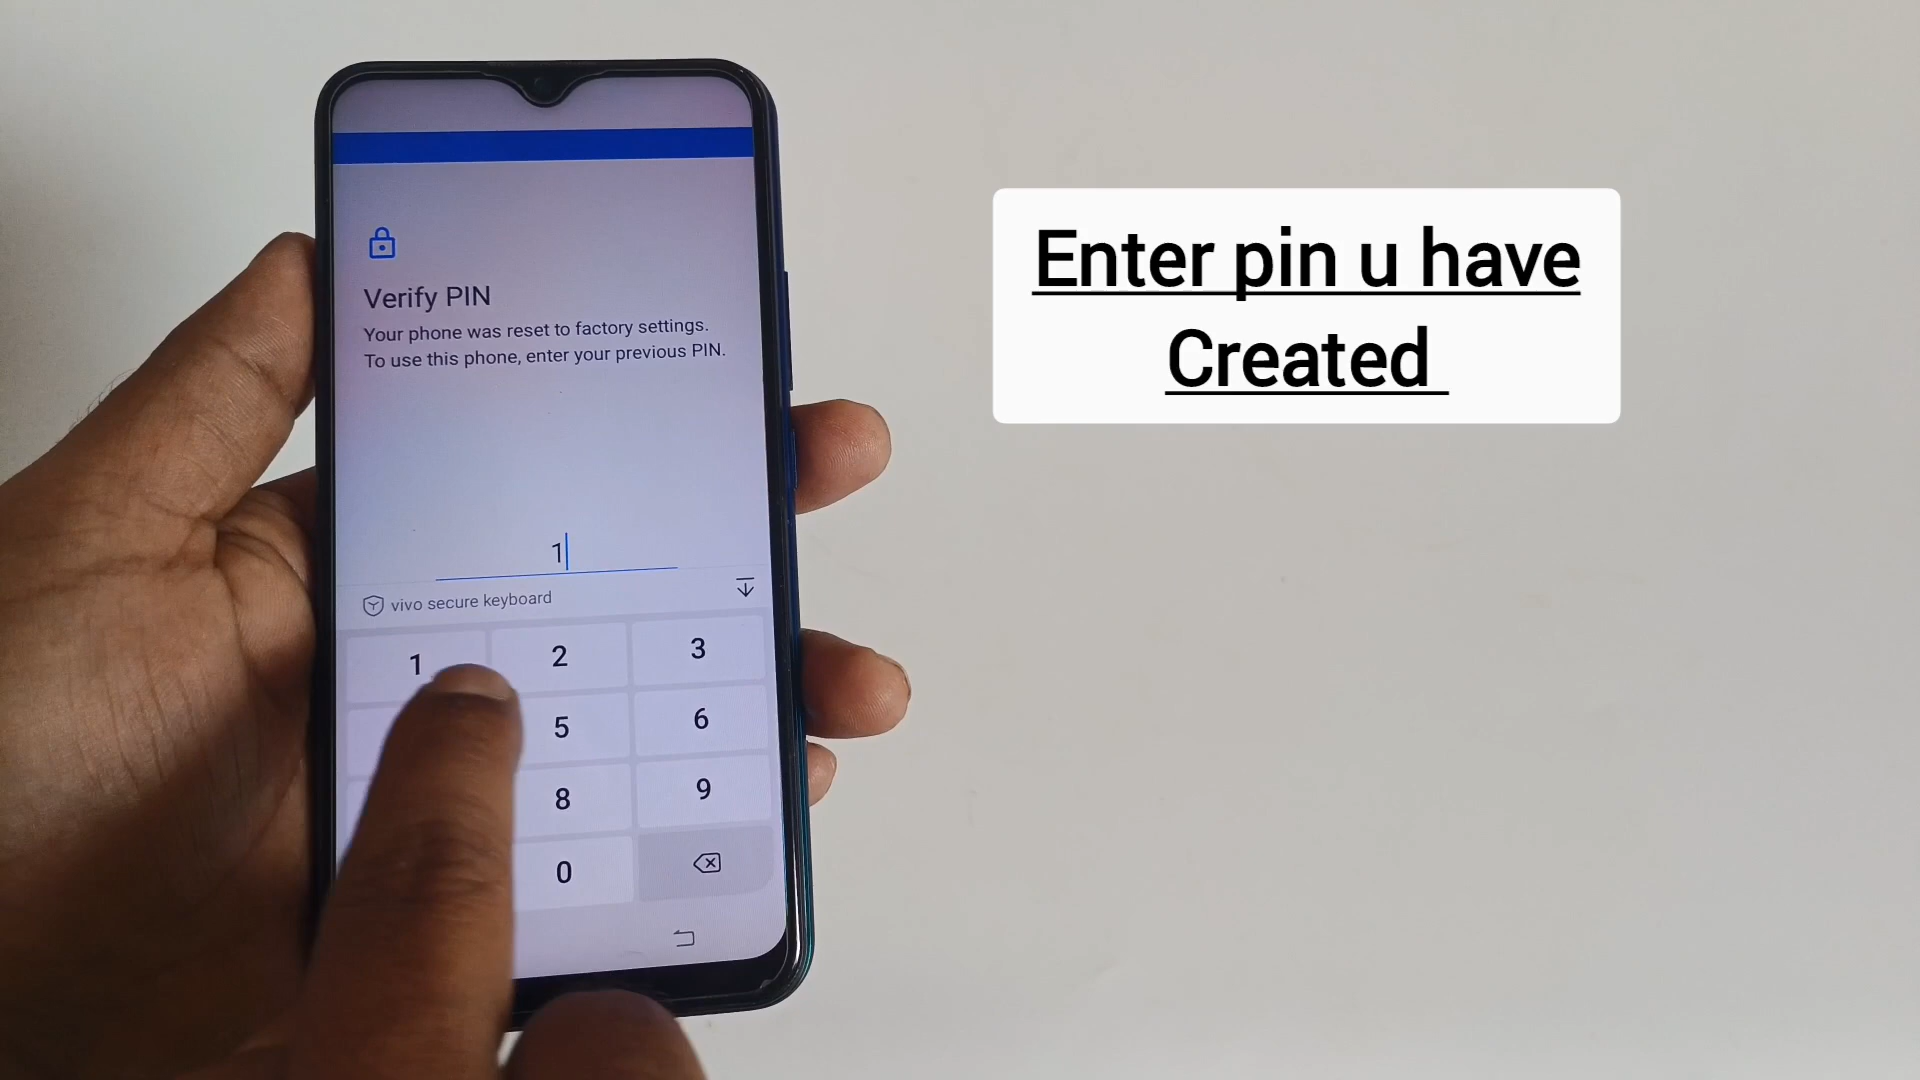 Enter pin u have
Created
Verify PIN
Your phone was reset to factory settings.
To use this phone, enter your previous PIN.
1
vivo secure keyboard
1 2 3
5 6
8 9
0